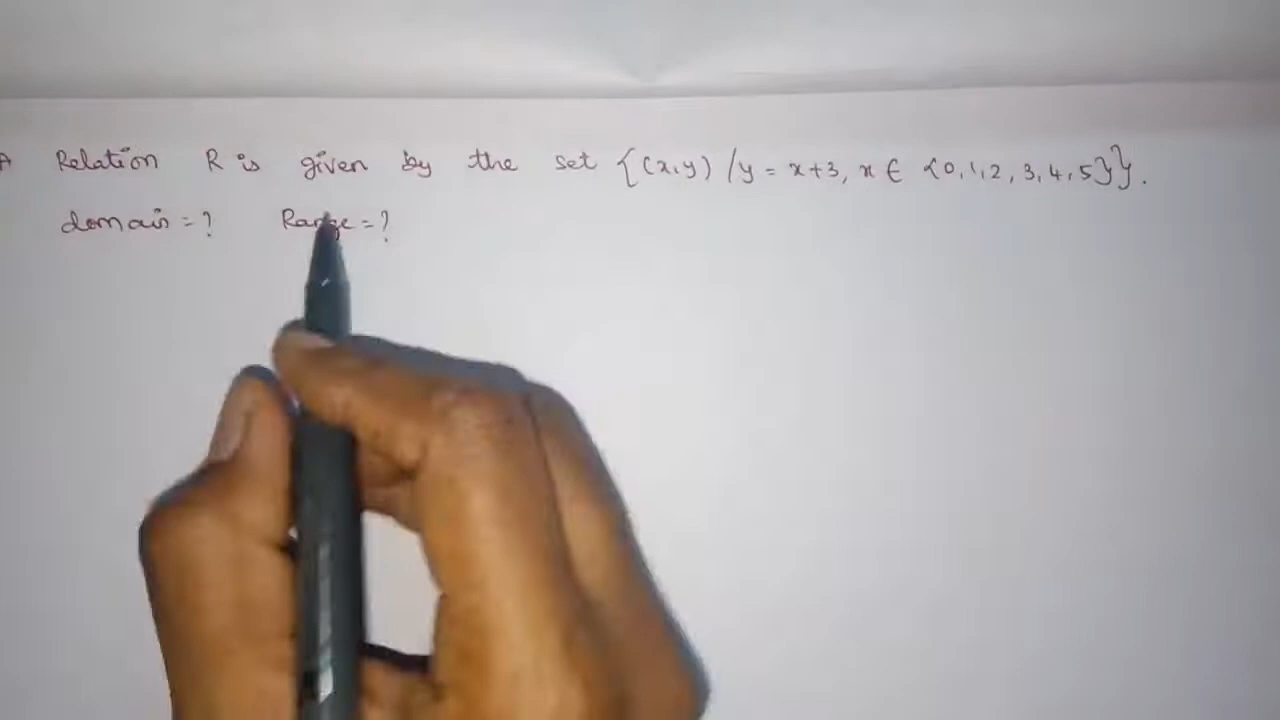 A Relation R is given by the set {(x,y) / y = x+3, x ∈ {0,1,2,3,4,5}}.
domain = ? Range = ?